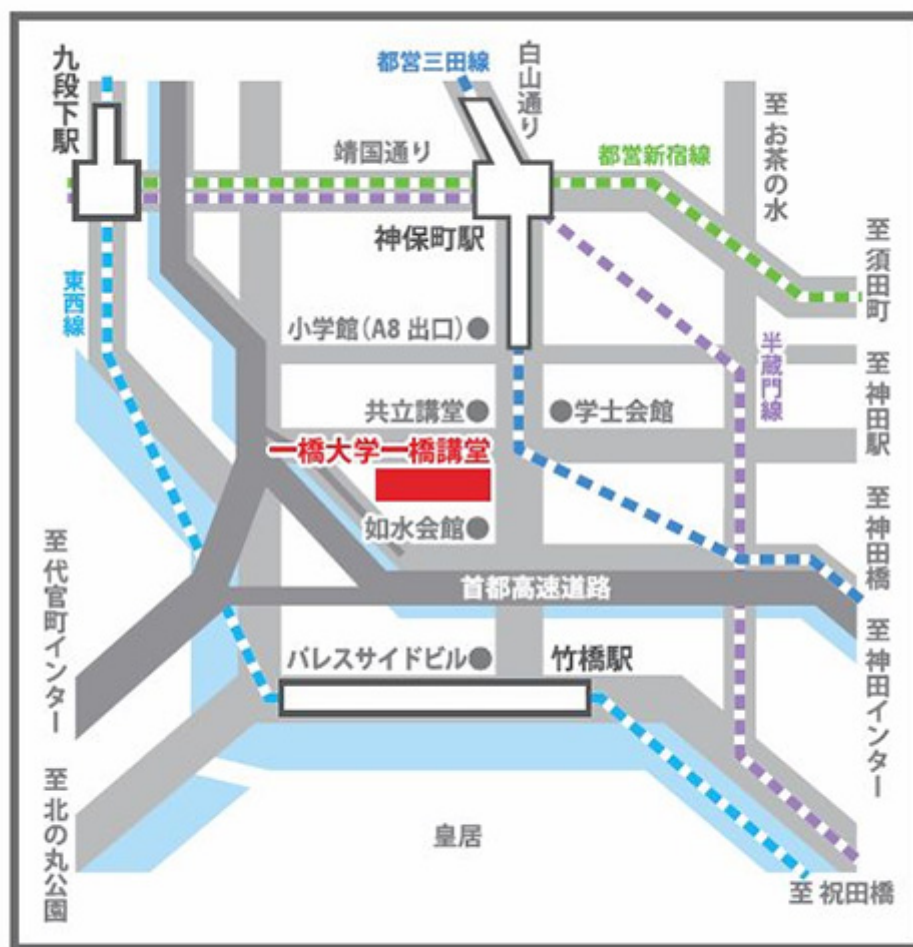 九段下駅
都営三田線
白山通り
至 お茶の水
靖国通り
都営新宿線
神保町駅
至 須田町
東西線
小学館(A8 出口)
半蔵門線
至 神田駅
共立講堂
学士会館
一橋大学一橋講堂
如水会館
至 神田橋
至 代官町インター
首都高速道路
至 神田インター
パレスサイドビル
竹橋駅
至 北の丸公園
皇居
至 祝田橋